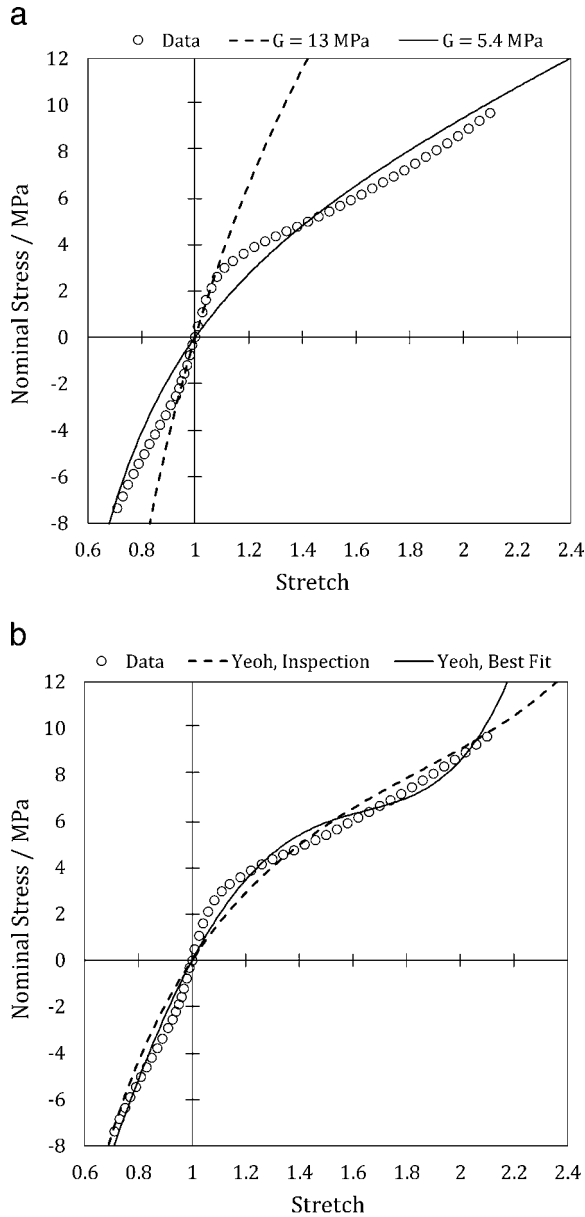 a
Data G = 13 MPa G = 5.4 MPa
12
10
8
6
4
2
0
-2
-4
-6
-8
0.6 0.8 1 1.2 1.4 1.6 1.8 2 2.2 2.4
Nominal Stress / MPa
Stretch
b
Data Yeoh, Inspection Yeoh, Best Fit
12
10
8
6
4
2
0
-2
-4
-6
-8
0.6 0.8 1 1.2 1.4 1.6 1.8 2 2.2 2.4
Nominal Stress / MPa
Stretch